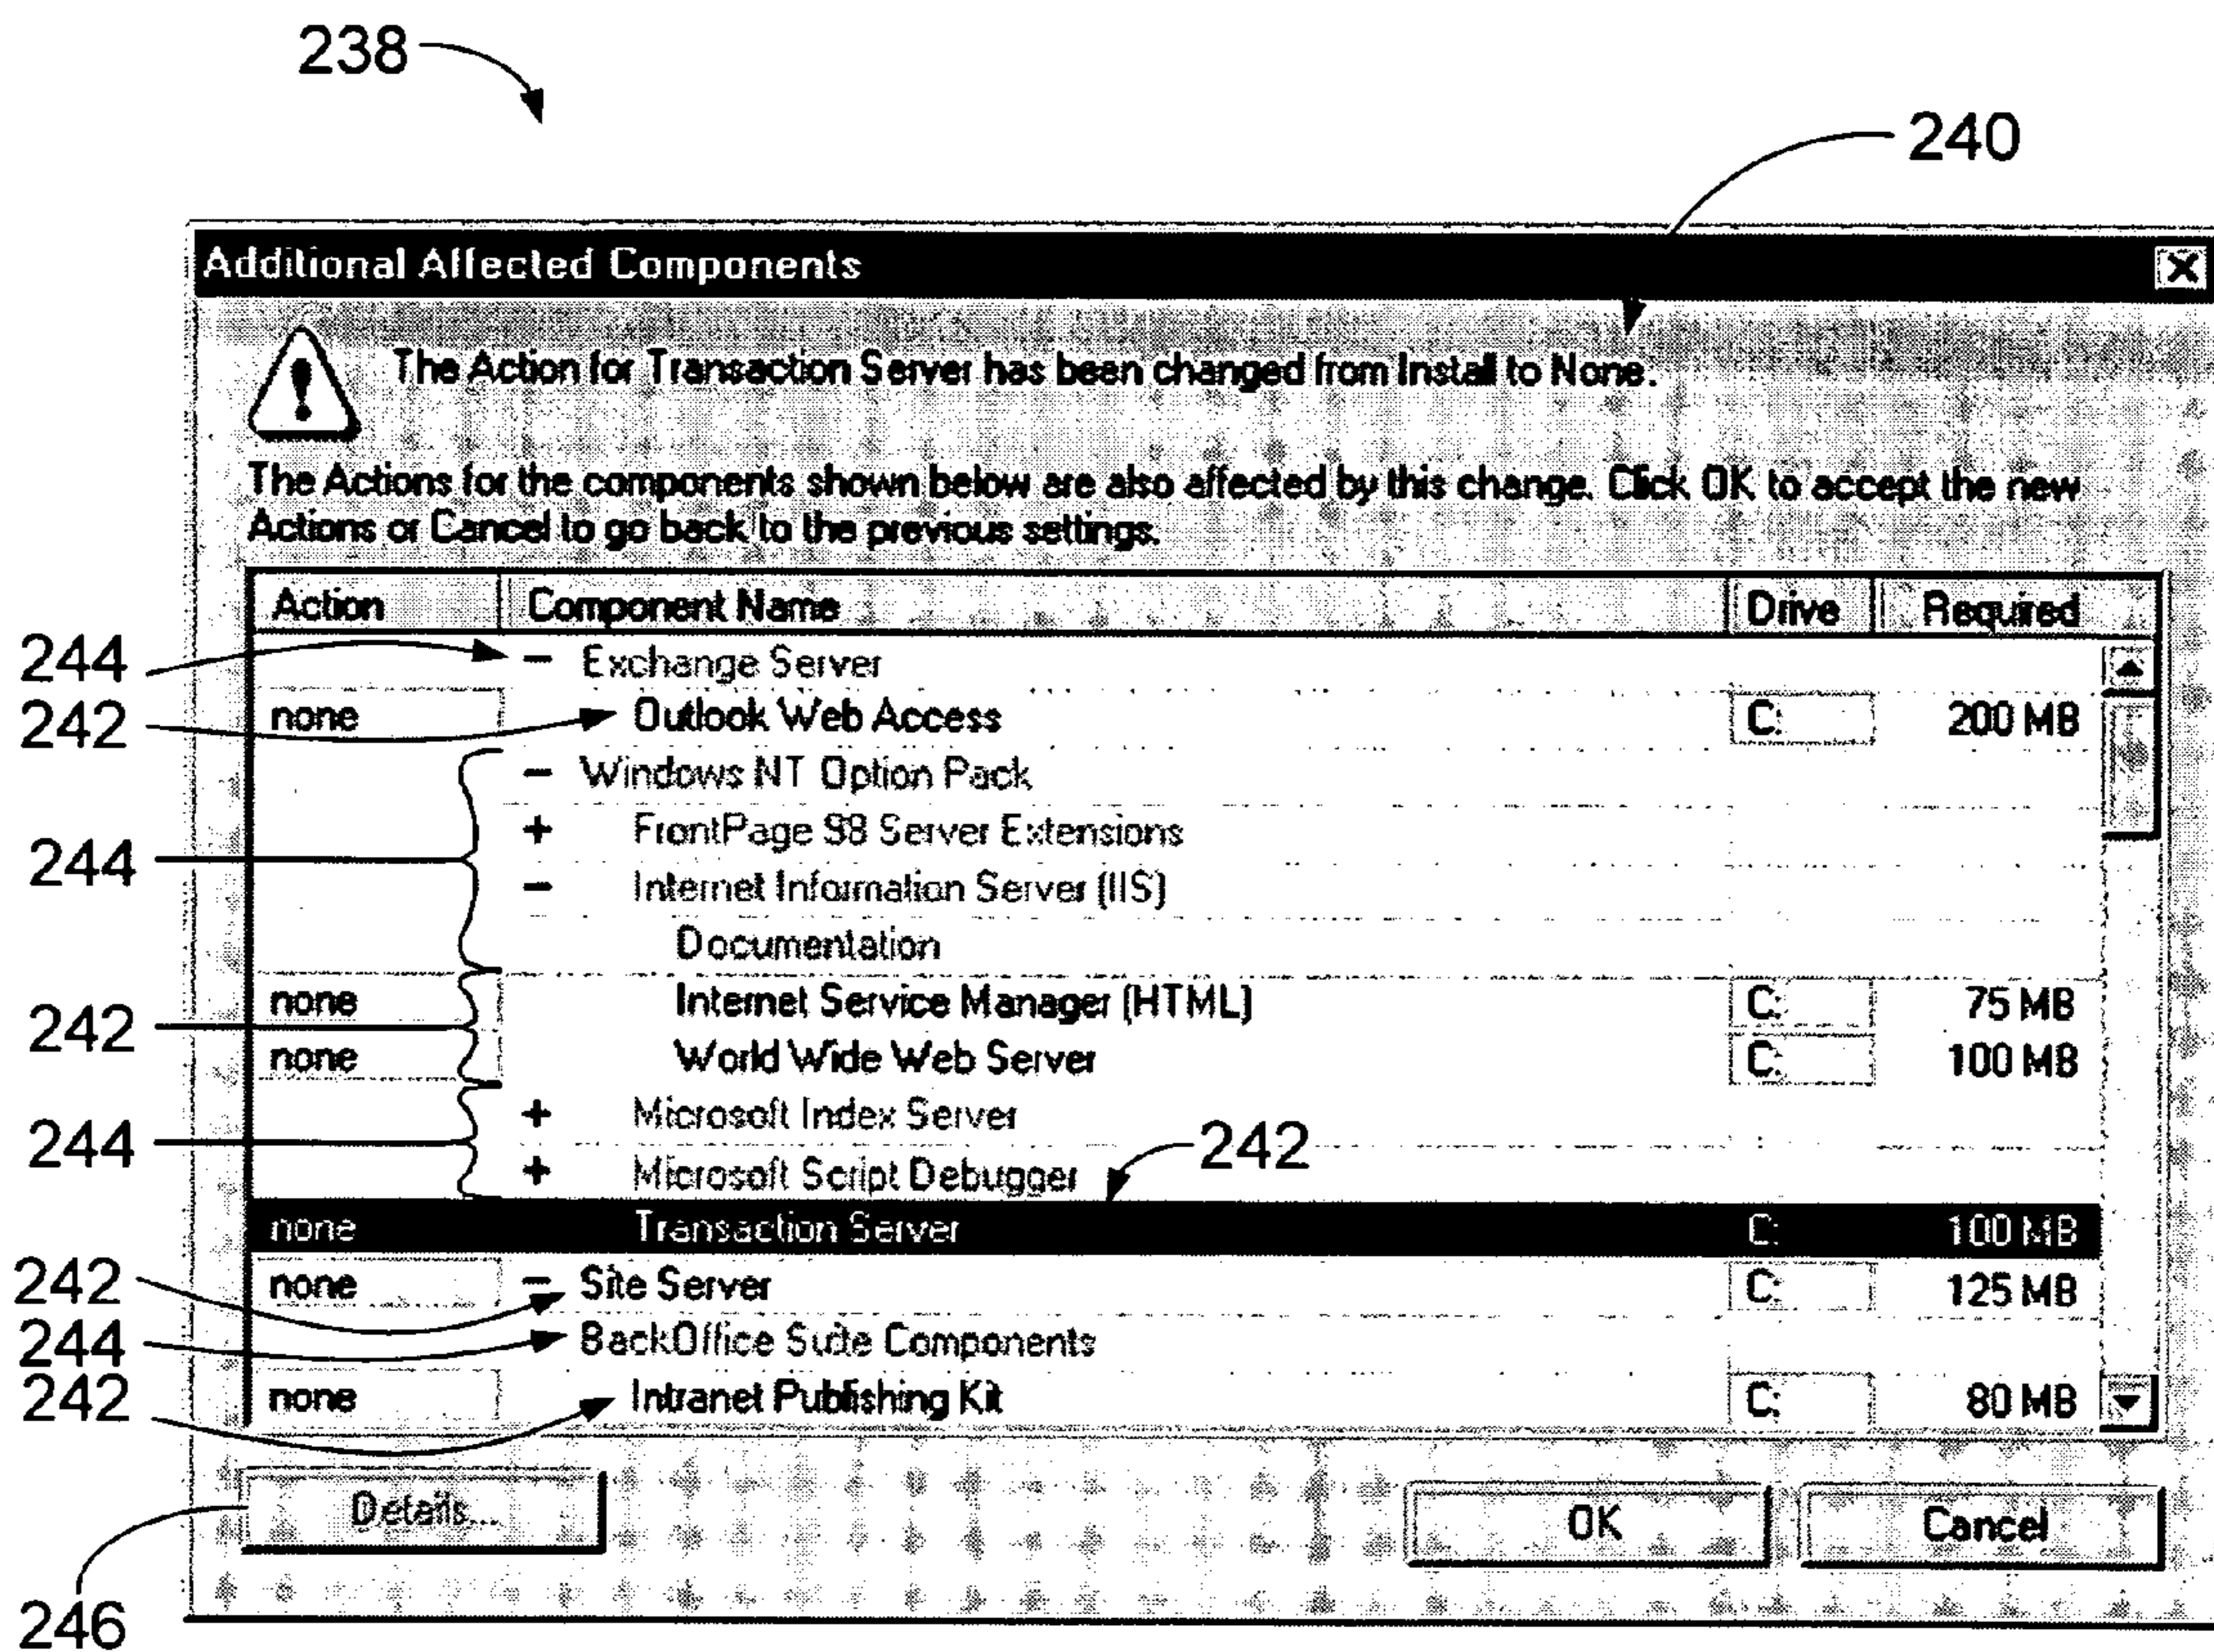 238
240
Additional Affected Components
The Action for Transaction Server has been changed from Install to None.
The Actions for the components shown below are also affected by this change. Click OK to accept the new
Actions or Cancel to go back to the previous settings.
Action Component Name Drive Required
244 - Exchange Server
242 none Outlook Web Access C: 200 MB
- Windows NT Option Pack
+ FrontPage 98 Server Extensions
244 - Internet Information Server (IIS)
Documentation
none Internet Service Manager (HTML) C: 75 MB
242
none World Wide Web Server C: 100 MB
+ Microsoft Index Server
244 242
+ Microsoft Script Debugger
none Transaction Server C: 100 MB
242 none - Site Server C: 125 MB
244 BackOffice Suite Components
242 none Intranet Publishing Kit C: 80 MB
Details... OK Cancel
246